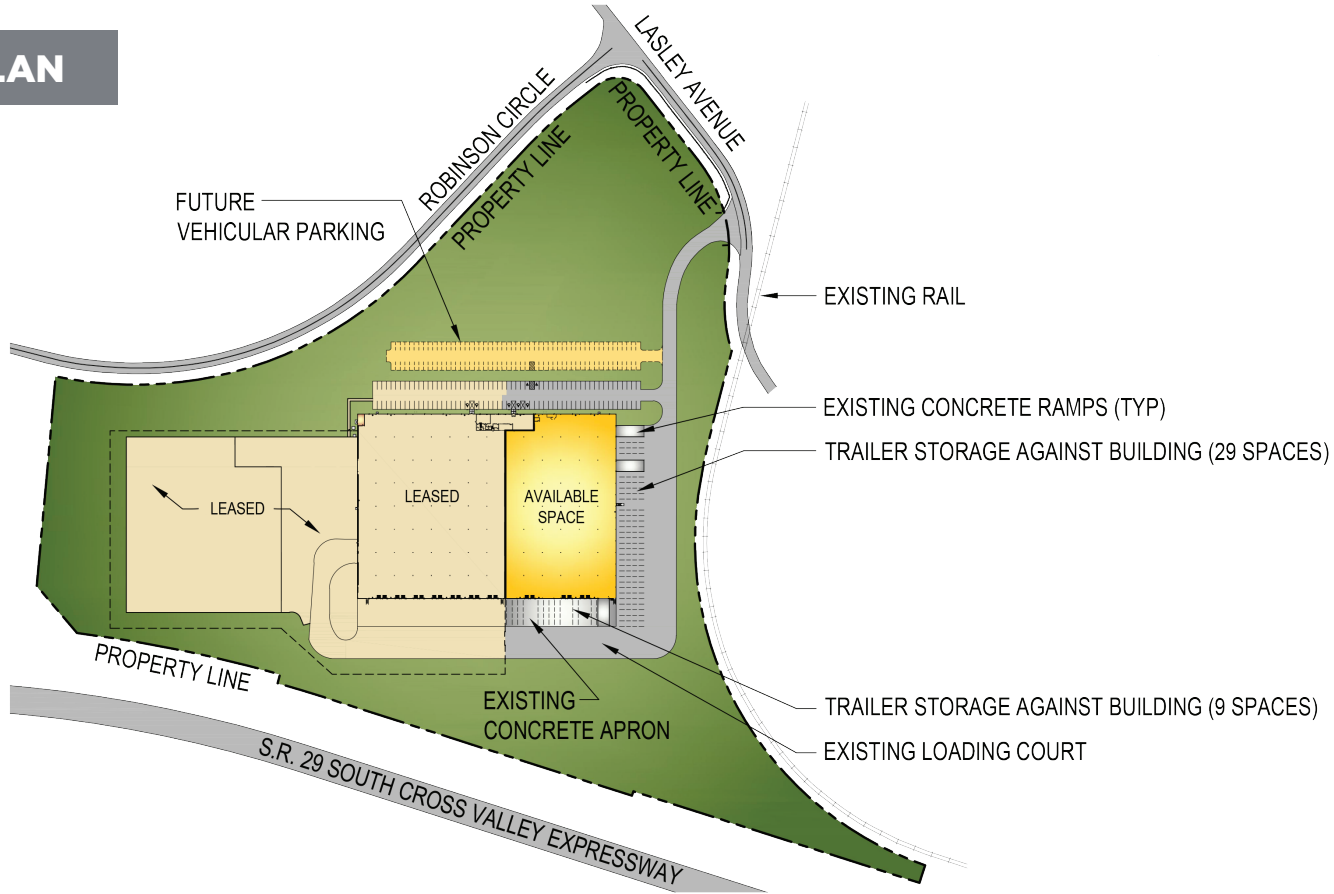 LAN
LASLEY AVENUE
ROBINSON CIRCLE
PROPERTY LINE
PROPERTY LINE
FUTURE
VEHICULAR PARKING
EXISTING RAIL
EXISTING CONCRETE RAMPS (TYP)
TRAILER STORAGE AGAINST BUILDING (29 SPACES)
LEASED
LEASED
AVAILABLE
SPACE
PROPERTY LINE
EXISTING
CONCRETE APRON
TRAILER STORAGE AGAINST BUILDING (9 SPACES)
EXISTING LOADING COURT
S.R. 29 SOUTH CROSS VALLEY EXPRESSWAY